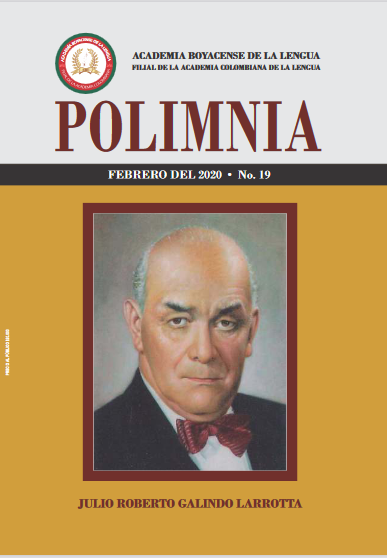 ACADEMIA BOYACENSE DE LA LENGUA
FILIAL DE LA ACADEMIA COLOMBIANA DE LA LENGUA
POLIMNIA
FEBRERO DEL 2020 • No. 19
JULIO ROBERTO GALINDO LARROTTA